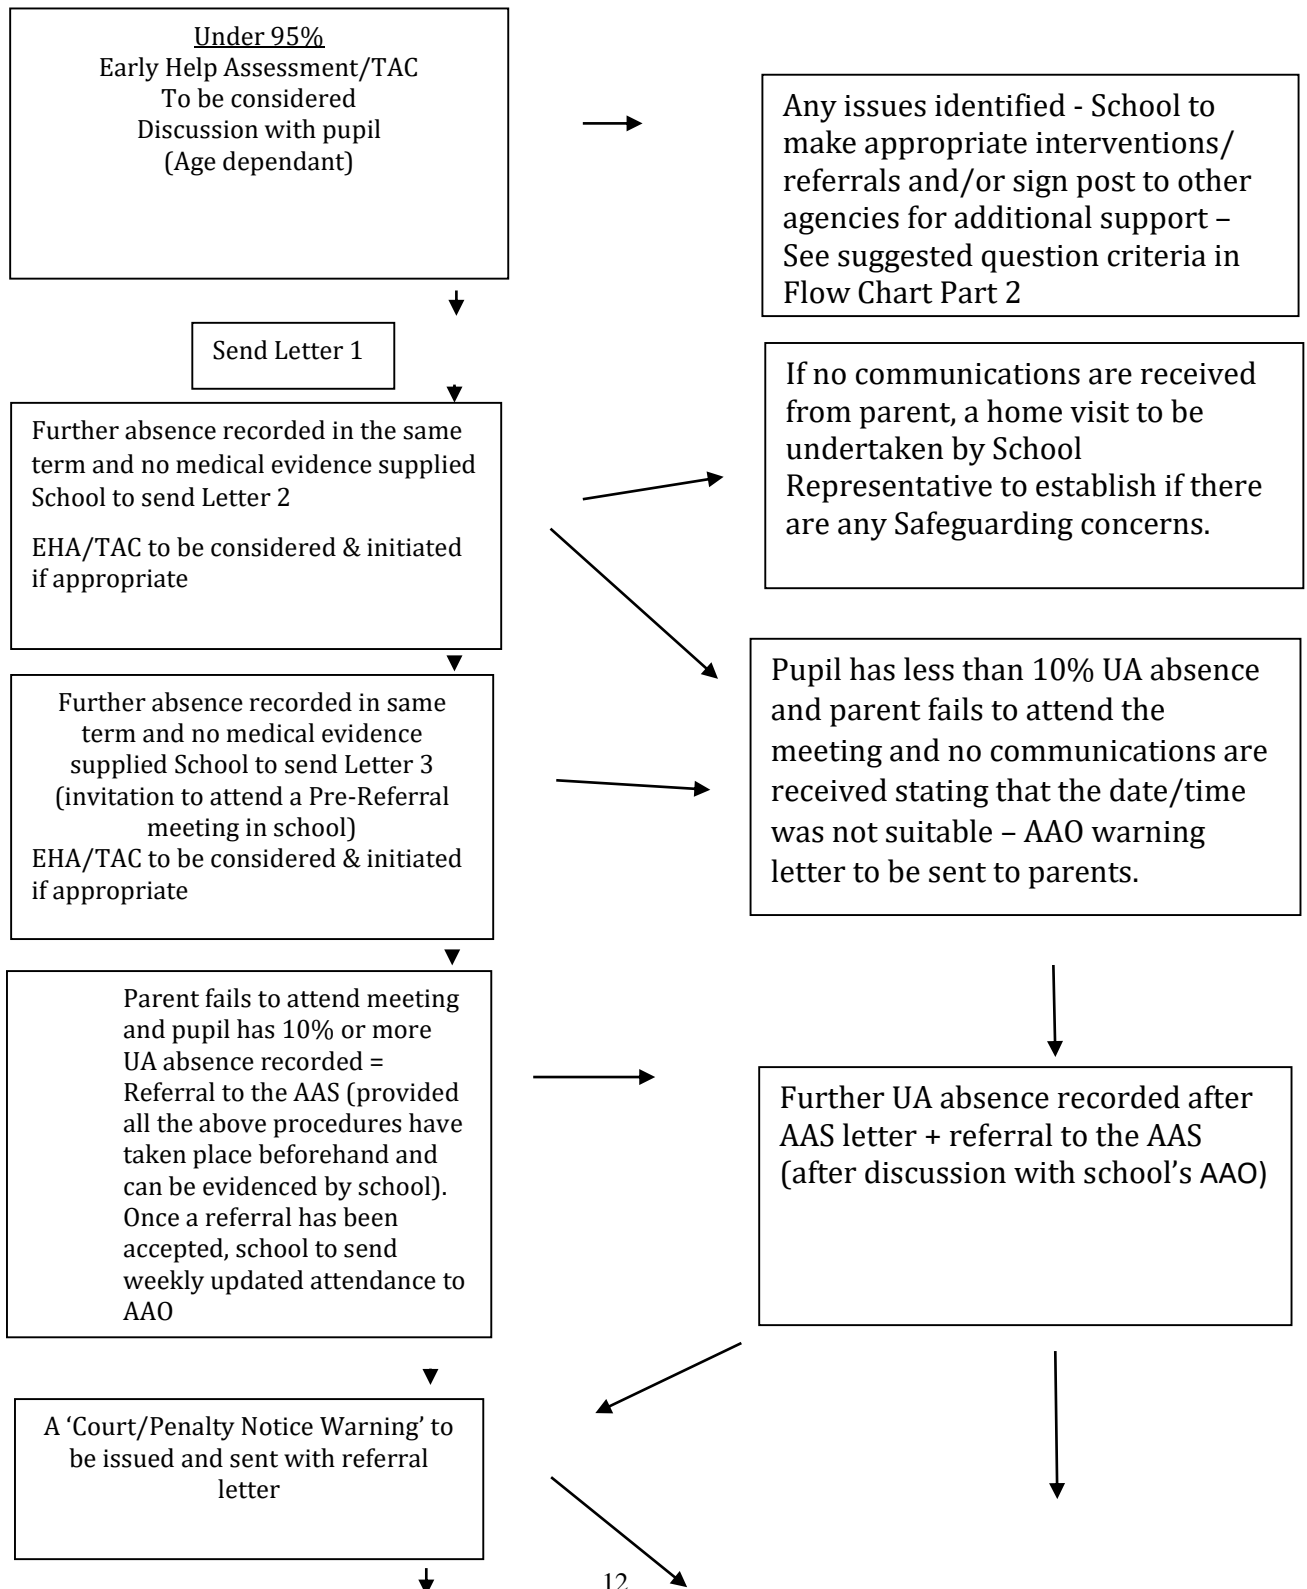 Under 95%
Early Help Assessment/TAC
To be considered
Discussion with pupil
(Age dependant)
Any issues identified - School to
make appropriate interventions/
referrals and/or sign post to other
agencies for additional support –
See suggested question criteria in
Flow Chart Part 2
Send Letter 1
If no communications are received
from parent, a home visit to be
undertaken by School
Representative to establish if there
are any Safeguarding concerns.
Further absence recorded in the same
term and no medical evidence supplied
School to send Letter 2
EHA/TAC to be considered & initiated
if appropriate
Pupil has less than 10% UA absence
and parent fails to attend the
meeting and no communications are
received stating that the date/time
was not suitable – AAO warning
letter to be sent to parents.
Further absence recorded in same
term and no medical evidence
supplied School to send Letter 3
(invitation to attend a Pre-Referral
meeting in school)
EHA/TAC to be considered & initiated
if appropriate
Parent fails to attend meeting
and pupil has 10% or more
UA absence recorded =
Referral to the AAS (provided
all the above procedures have
taken place beforehand and
can be evidenced by school).
Once a referral has been
accepted, school to send
weekly updated attendance to
AAO
Further UA absence recorded after
AAS letter + referral to the AAS
(after discussion with school’s AAO)
A ‘Court/Penalty Notice Warning’ to
be issued and sent with referral
letter
12